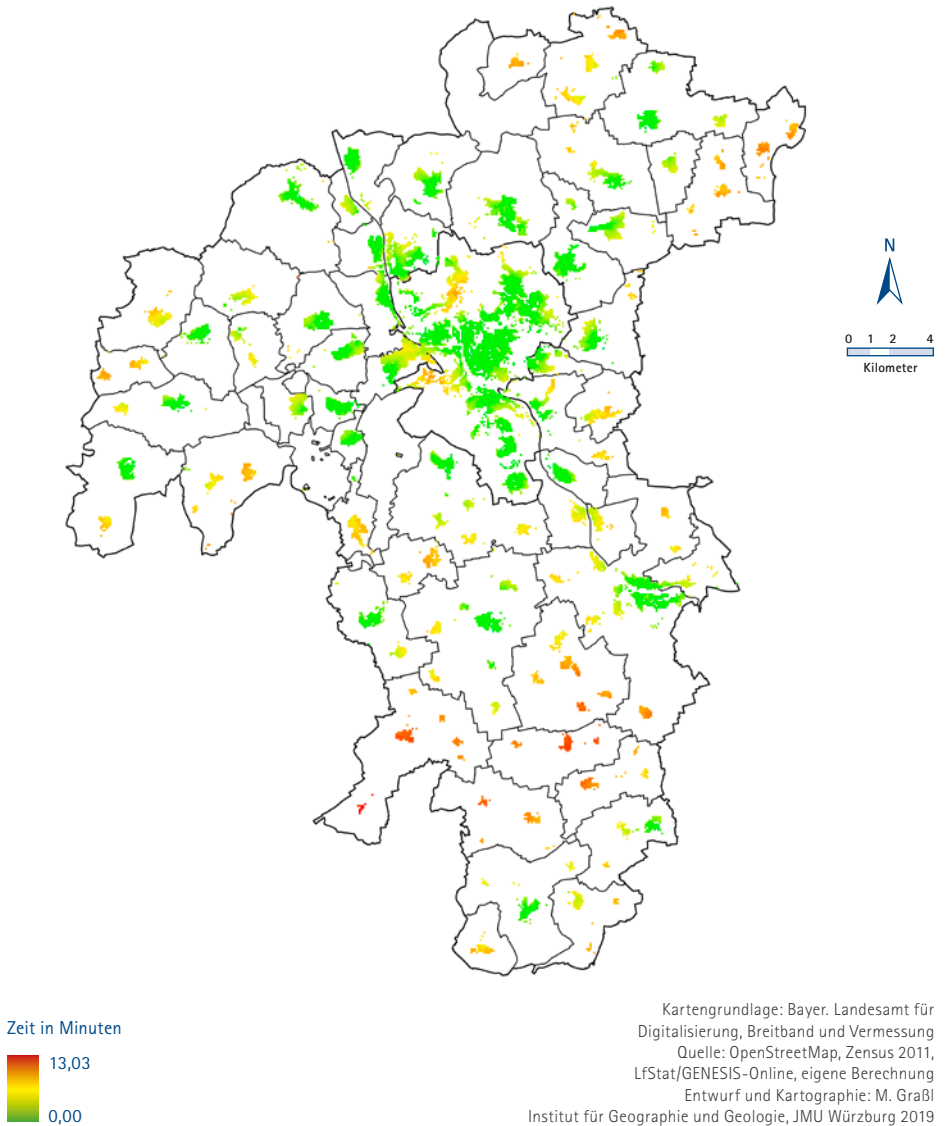 N
0 1 2 4
Kilometer
Zeit in Minuten
13,03
0,00
Kartengrundlage: Bayer. Landesamt für
Digitalisierung, Breitband und Vermessung
Quelle: OpenStreetMap, Zensus 2011,
LfStat/GENESIS-Online, eigene Berechnung
Entwurf und Kartographie: M. Graßl
Institut für Geographie und Geologie, JMU Würzburg 2019